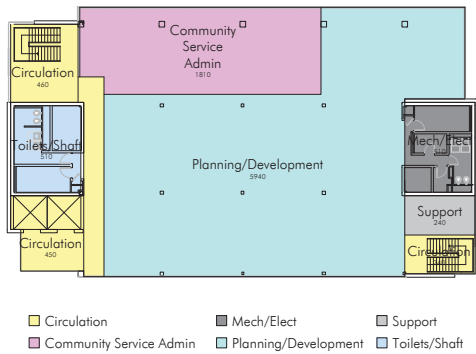 Community
Service
Admin
1810
Circulation
460
Toilets/Shaft
510
Mech/Elect
510
Planning/Development
5940
Support
240
Circulation
450
Circulation
Circulation
Mech/Elect
Support
Community Service Admin
Planning/Development
Toilets/Shaft